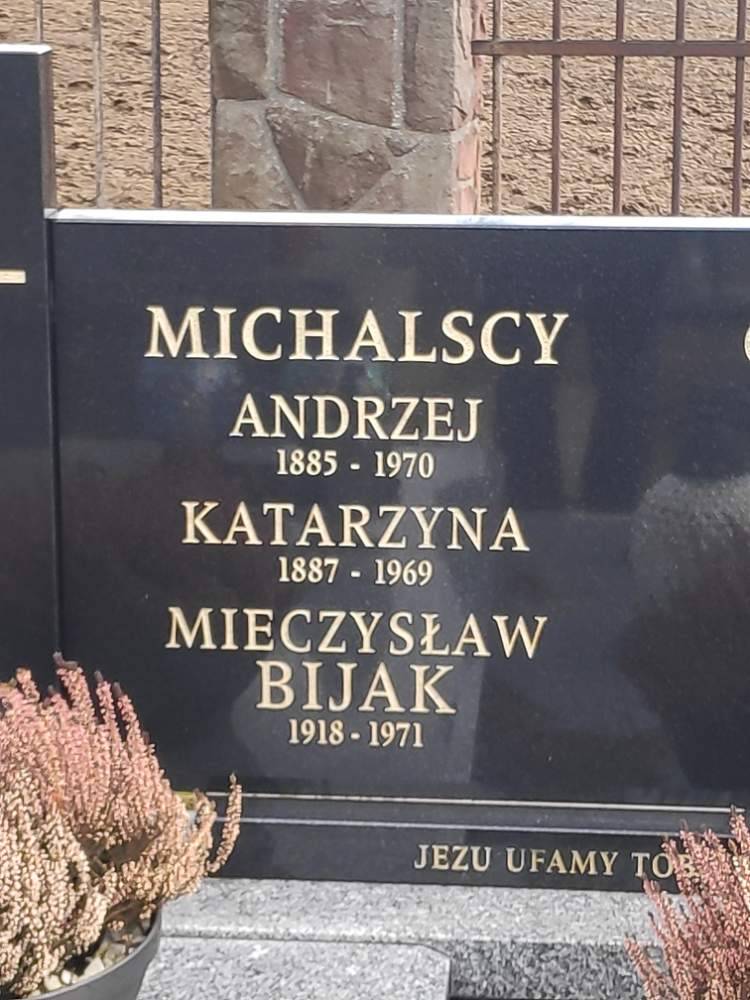 MICHALSCY
ANDRZEJ
1885 - 1970
KATARZYNA
1887 - 1969
MIECZYSŁAW
BIJAK
1918 - 1971
JEZU UFAMY